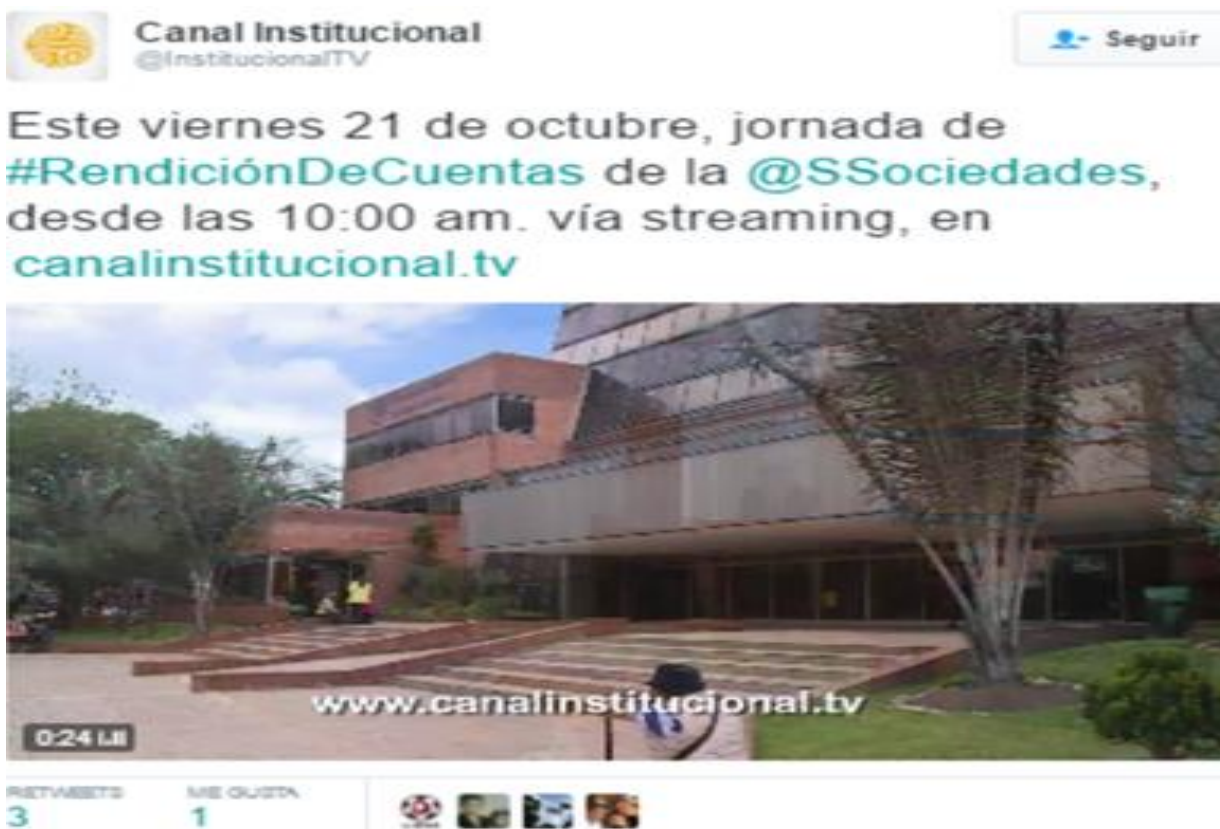 Canal Institucional
@InstitucionalTV
Seguir
Este viernes 21 de octubre, jornada de
#RendiciónDeCuentas de la @SSociedades,
desde las 10:00 am. vía streaming, en
canalinstitucional.tv
www.canalinstitucional.tv
0:24
RETWEETS
ME GUSTA
3
1